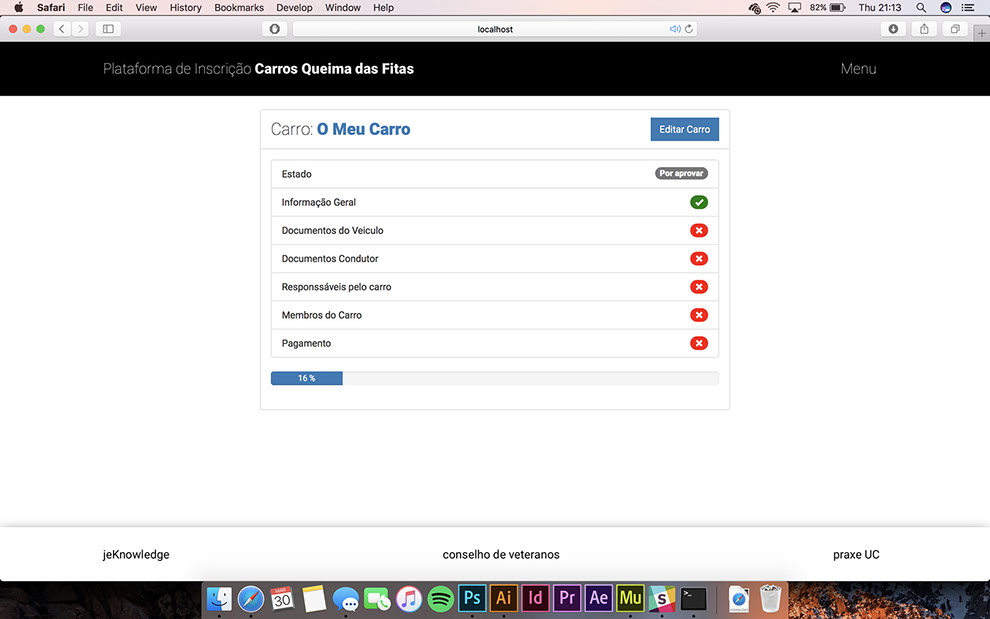 Safari File Edit View History Bookmarks Develop Window Help 82% Thu 21:13
localhost
Plataforma de Inscrição Carros Queima das Fitas Menu
Carro: O Meu Carro Editar Carro
Estado Por aprovar
Informação Geral
Documentos do Veiculo
Documentos Condutor
Responssáveis pelo carro
Membros do Carro
Pagamento
16 %
jeKnowledge conselho de veteranos praxe UC
MAR 30 Ps Ai Id Pr Ae Mu S